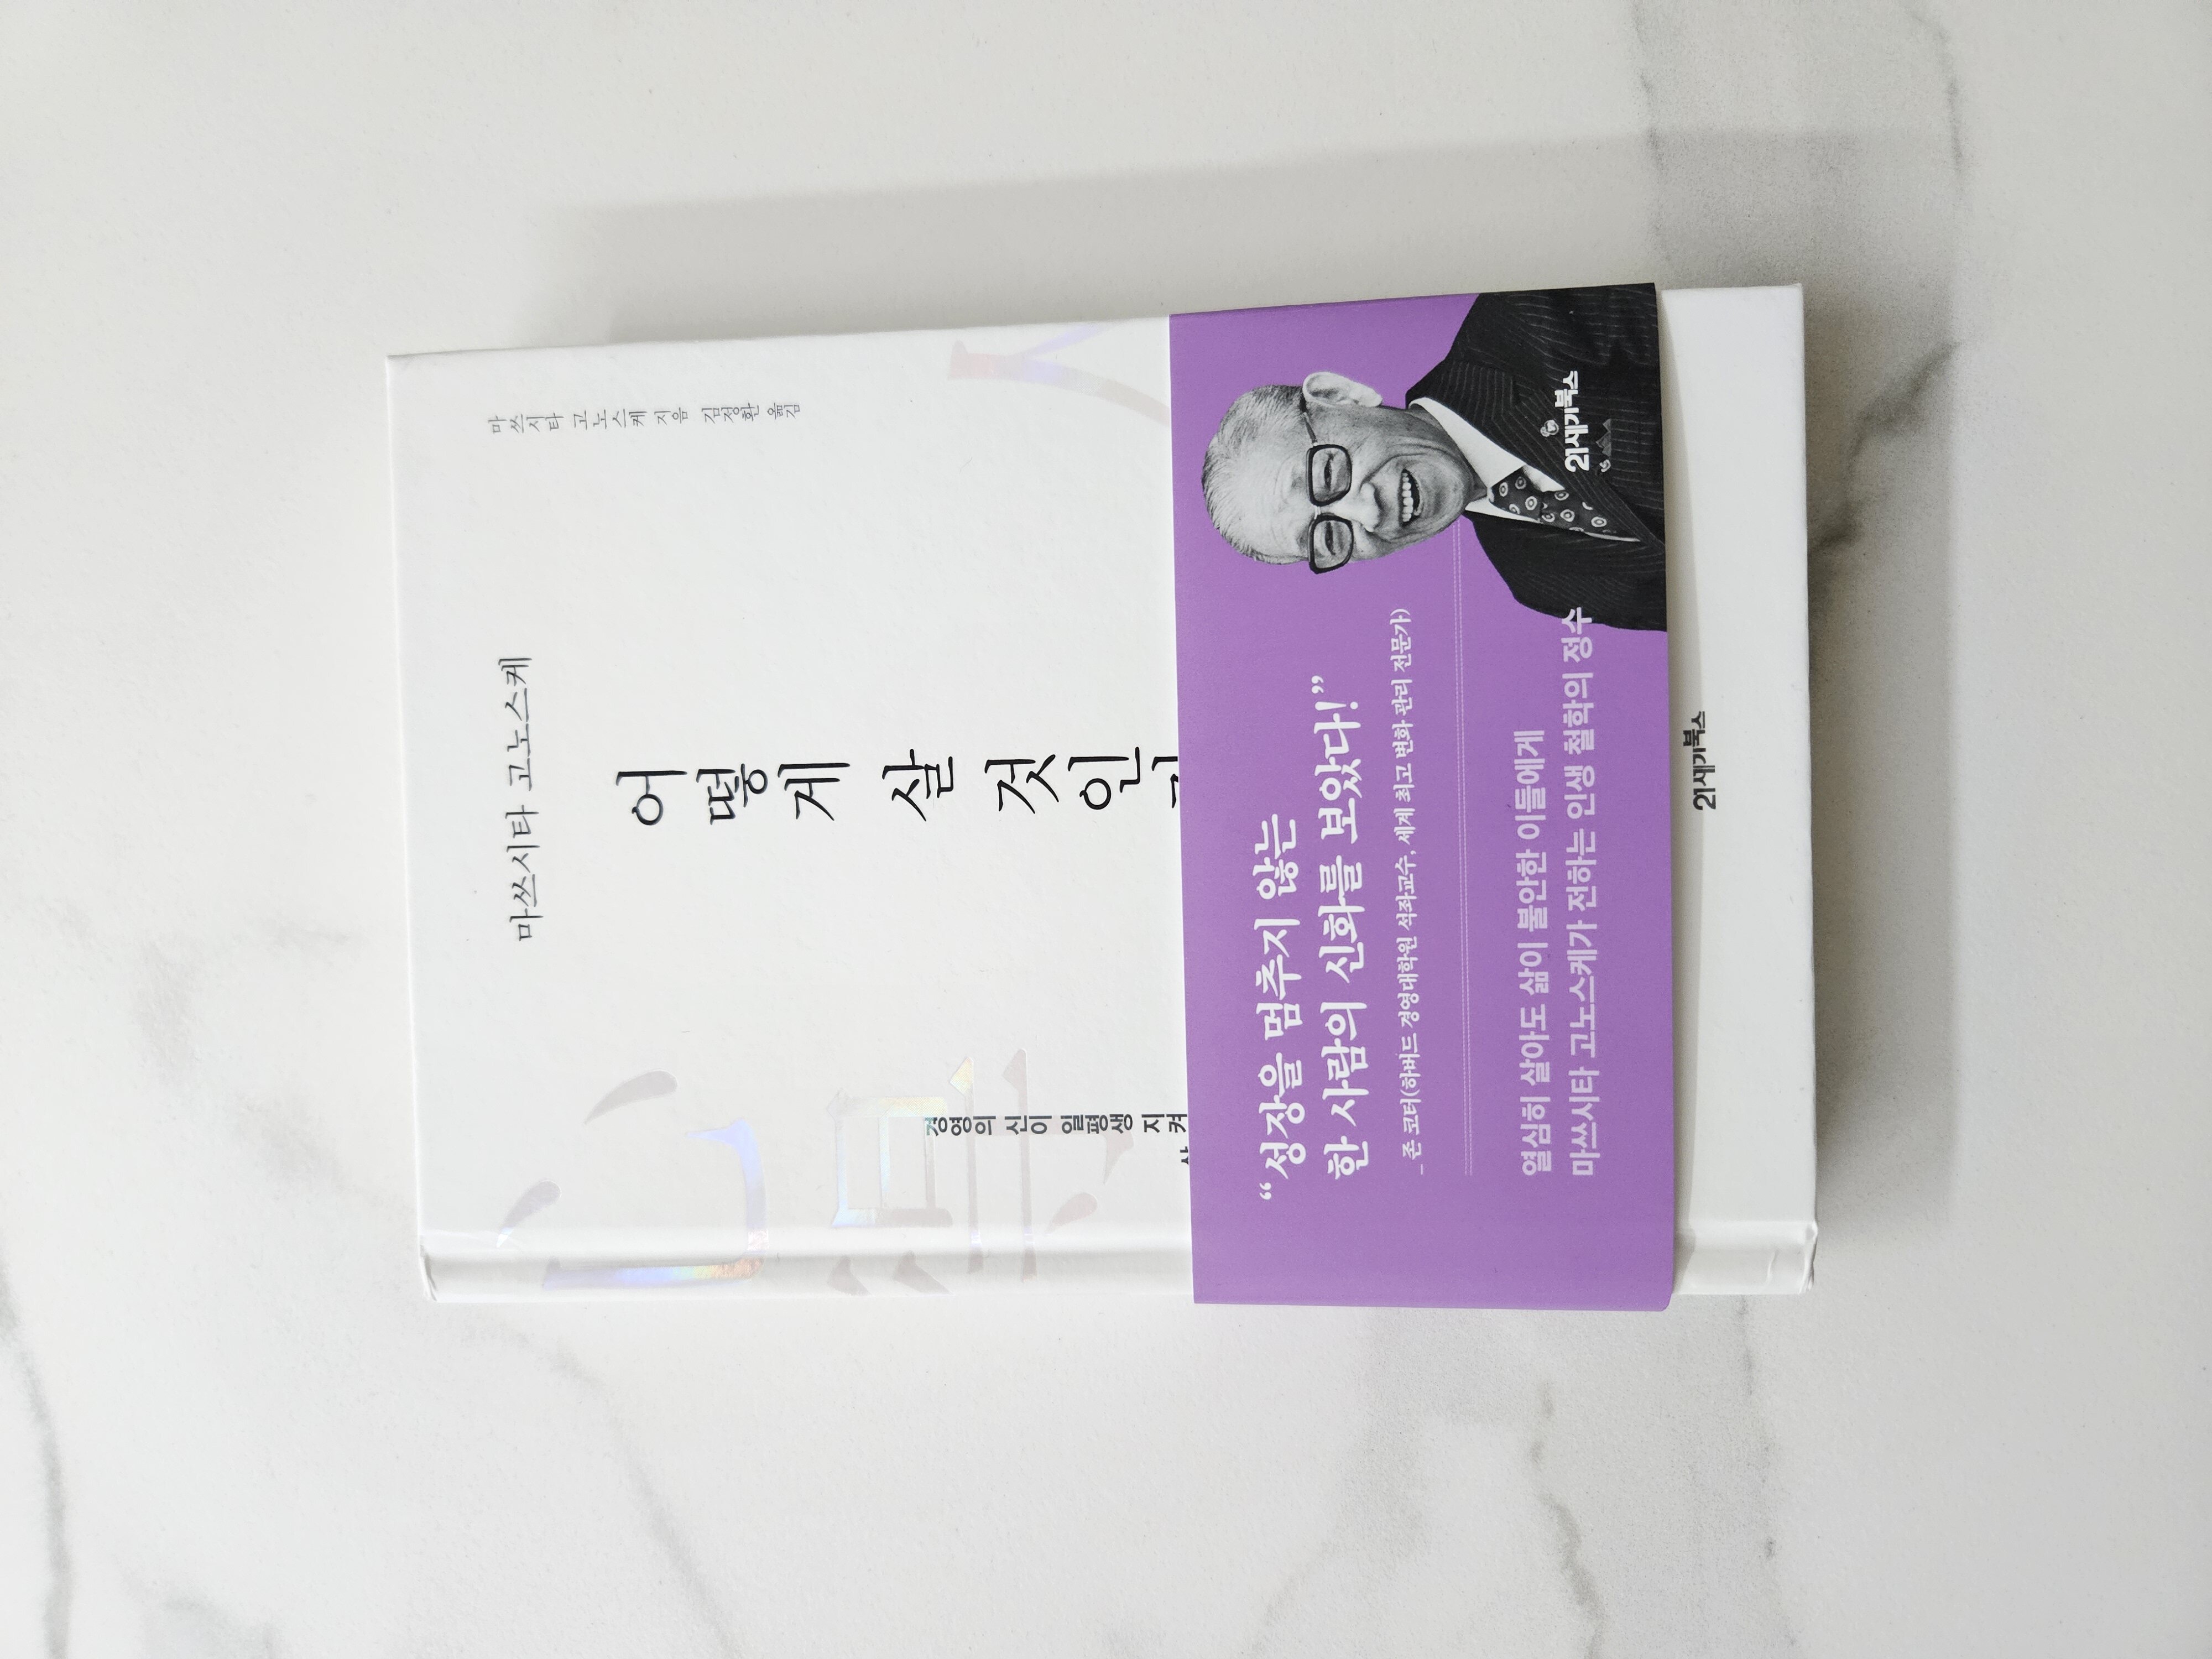 마쓰시타 고노스케 지음 김정환 옮김
마쓰시타 고노스케
어떻게 살 것인
경영의 신이 일평생 지켜
“성장을 멈추지 않는
한 사람의 신화를 보았다!”
_존 코터(하버드 경영대학원 석좌교수, 세계 최고 변화 관리 전문가)
열심히 살아도 삶이 불안한 이들에게
마쓰시타 고노스케가 전하는 인생 철학의 정수
21세기북스
21세기북스